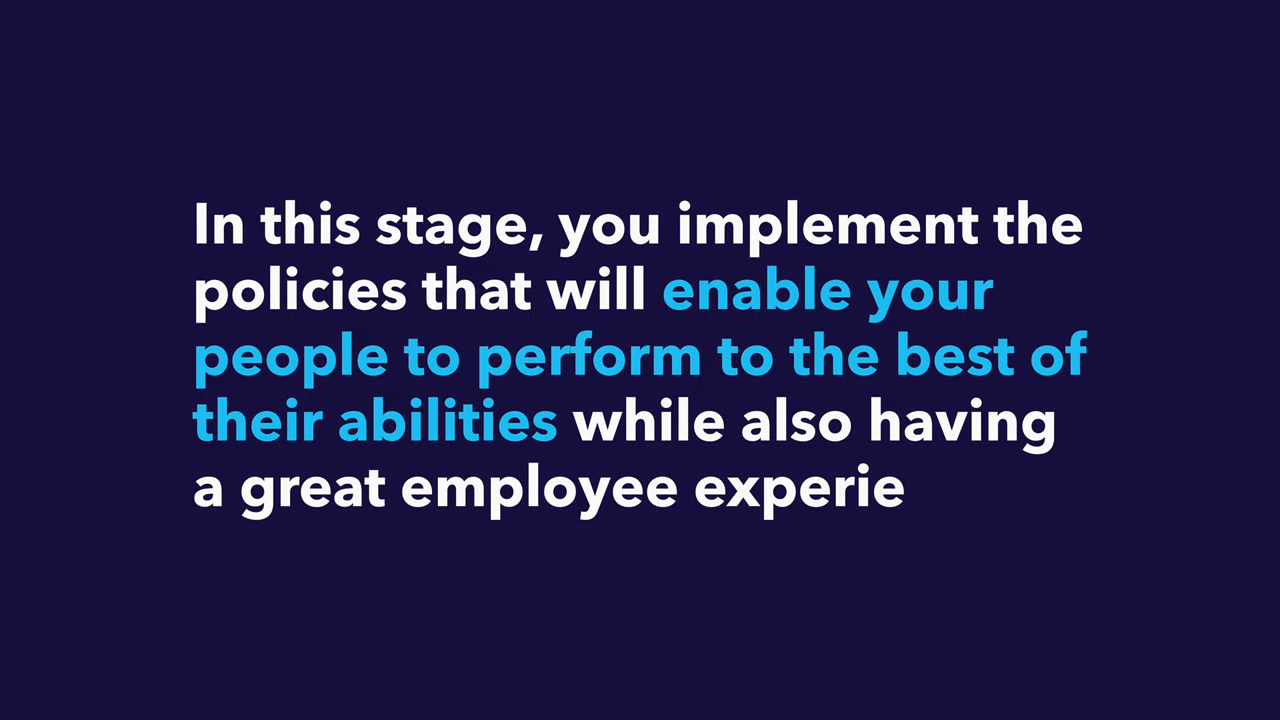 In this stage, you implement the
policies that will enable your
people to perform to the best of
their abilities while also having
a great employee experie